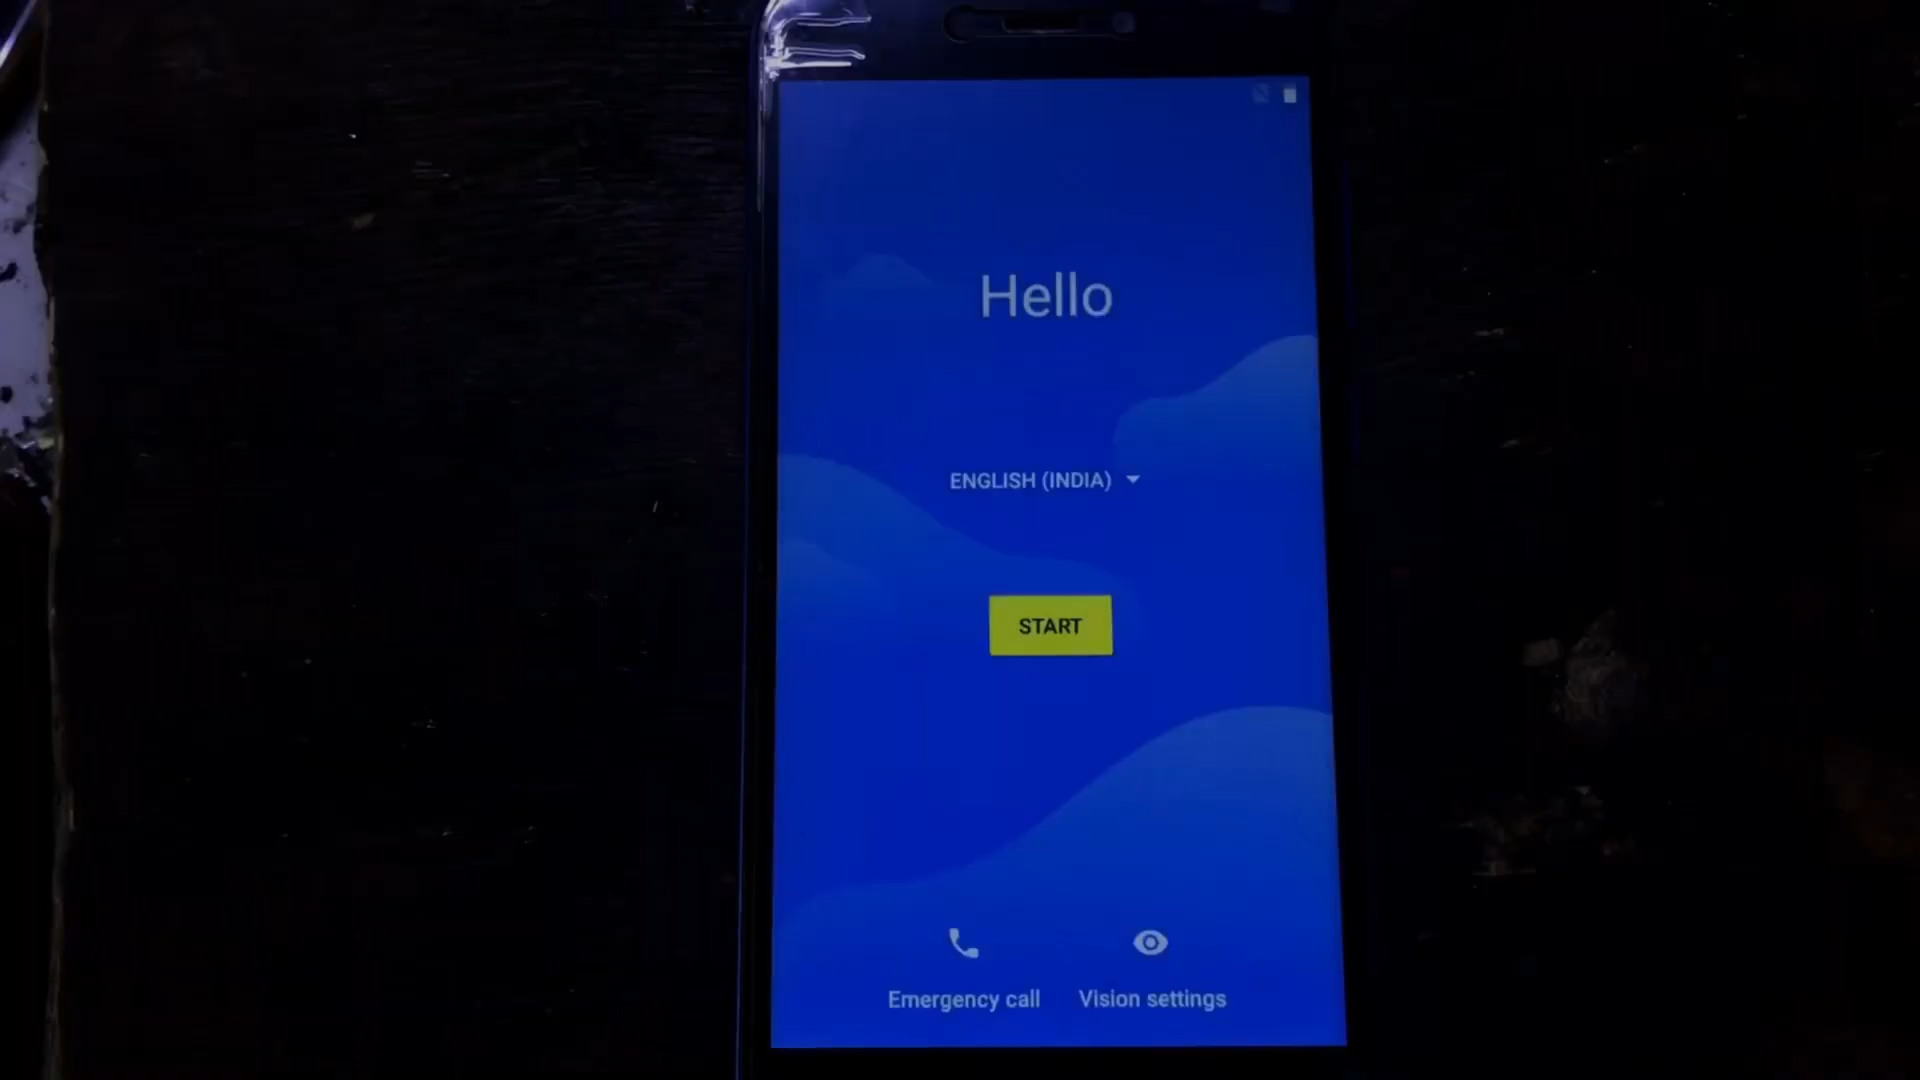 Hello
ENGLISH (INDIA)
START
Emergency call
Vision settings